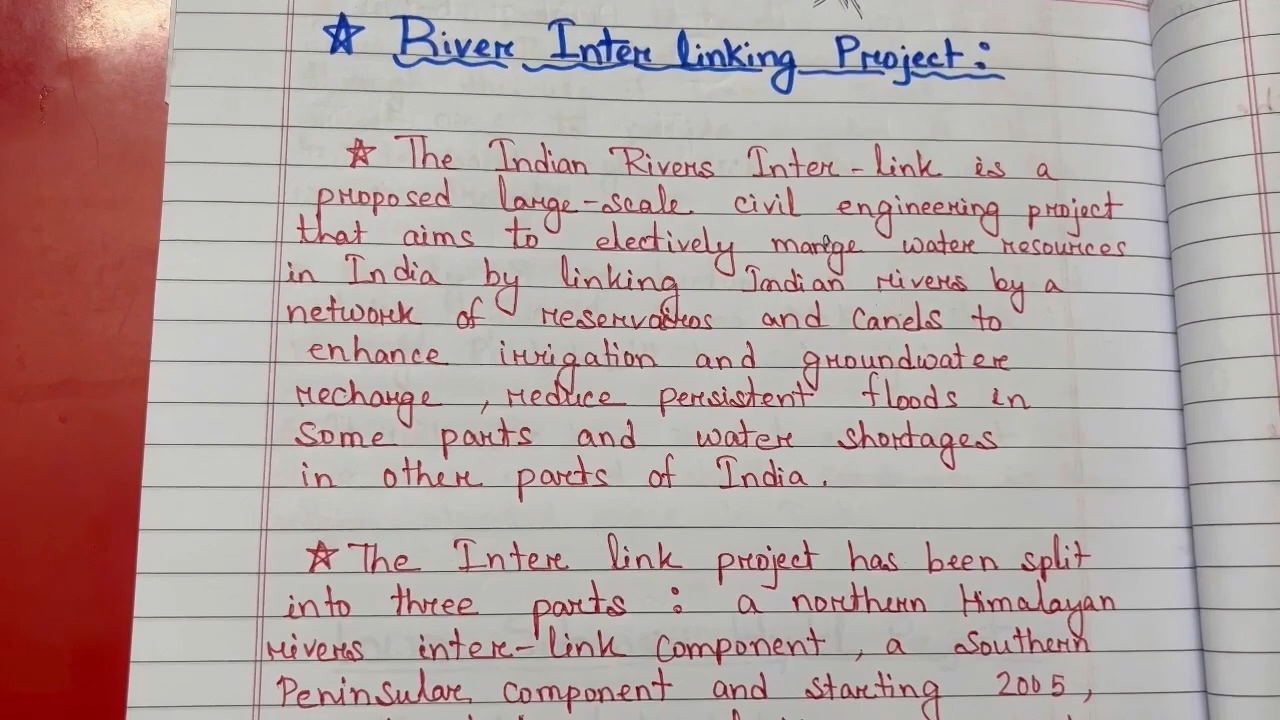 ☆ River Inter linking Project :
☆ The Indian Rivers Inter-link is a
proposed large-scale civil engineering project
that aims to electively manege water resources
in India by linking Indian rivers by a
network of and Canels to
enhance irrigation and groundwater
recharge , reduce persistent floods in
Some parts and water shortages
in other parts of India .
☆ The Inter link project has been split
into three parts : a northern Himalayan
rivers inter-link component , a Southern
Peninsular component and starting 2005 ,